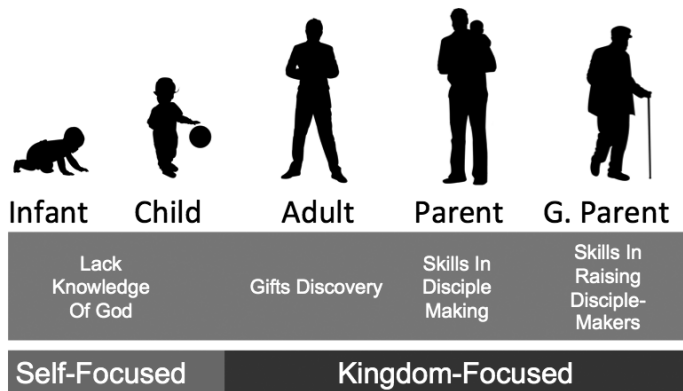 Infant Child Adult Parent G. Parent
Lack
Knowledge
Of God
Gifts Discovery
Skills In
Disciple
Making
Skills In
Raising
Disciple-
Makers
Self-Focused Kingdom-Focused